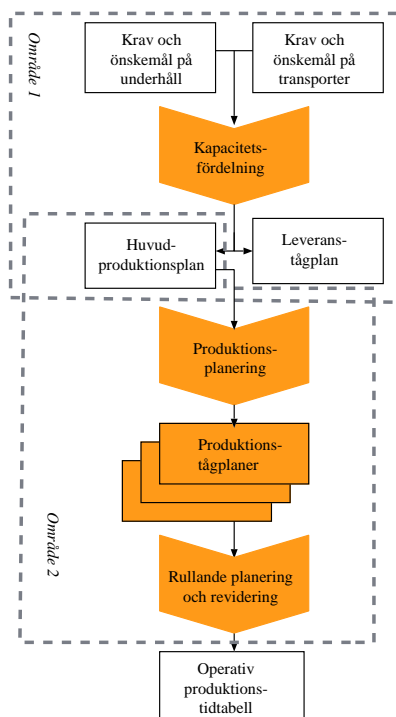 Område 1
Krav och
önskemål på
underhåll
Krav och
önskemål på
transporter
Kapacitets-
fördelning
Huvud-
produktionsplan
Leverans-
tågplan
Produktions-
planering
Produktions-
tågplaner
Område 2
Rullande planering
och revidering
Operativ
produktions-
tidtabell